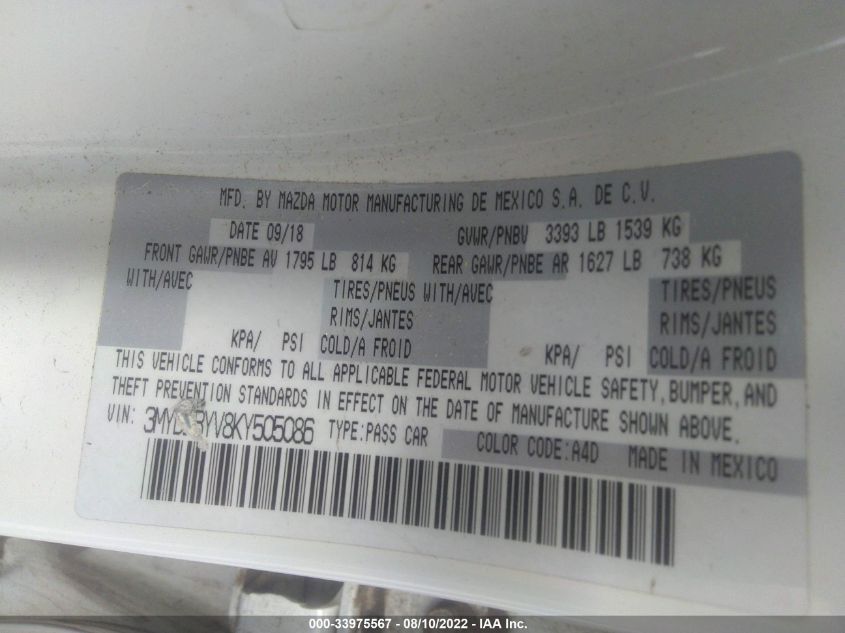 MFD. BY MAZDA MOTOR MANUFACTURING DE MEXICO S.A. DE C.V.
DATE 09/18 GVWR/PNBV 3393 LB 1539 KG
FRONT GAWR/PNBE AV 1795 LB 814 KG REAR GAWR/PNBE AR 1627 LB 738 KG
WITH/AVEC TIRES/PNEUS WITH/AVEC TIRES/PNEUS
RIMS/JANTES RIMS/JANTES
KPA/ PSI COLD/A FROID KPA/ PSI COLD/A FROID
THIS VEHICLE CONFORMS TO ALL APPLICABLE FEDERAL MOTOR VEHICLE SAFETY, BUMPER, AND
THEFT PREVENTION STANDARDS IN EFFECT ON THE DATE OF MANUFACTURE SHOWN ABOVE.
VIN: TYPE:PASS CAR COLOR CODE:A4D MADE IN MEXICO
000-33975567 - 08/10/2022 - IAA Inc.